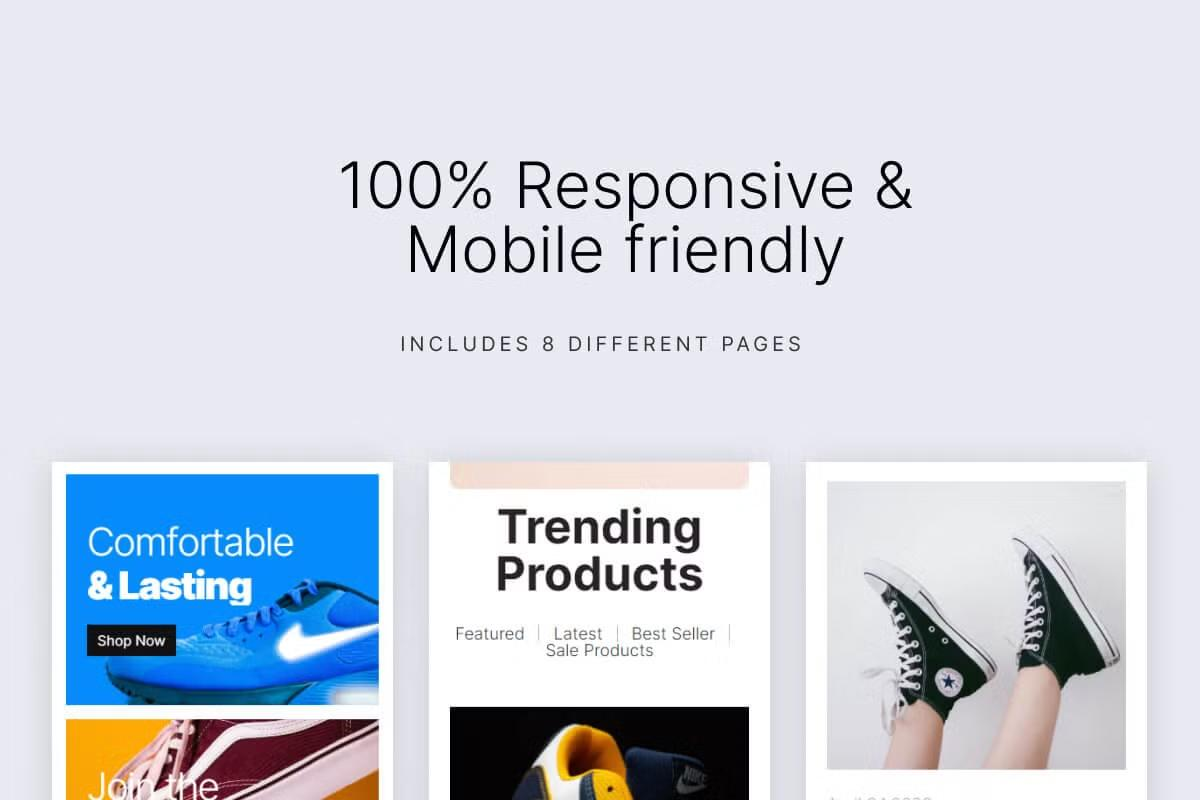 100% Responsive &
Mobile friendly
INCLUDES 8 DIFFERENT PAGES
Comfortable
& Lasting
Shop Now
Join the
Trending
Products
Featured | Latest | Best Seller |
Sale Products
NIKE